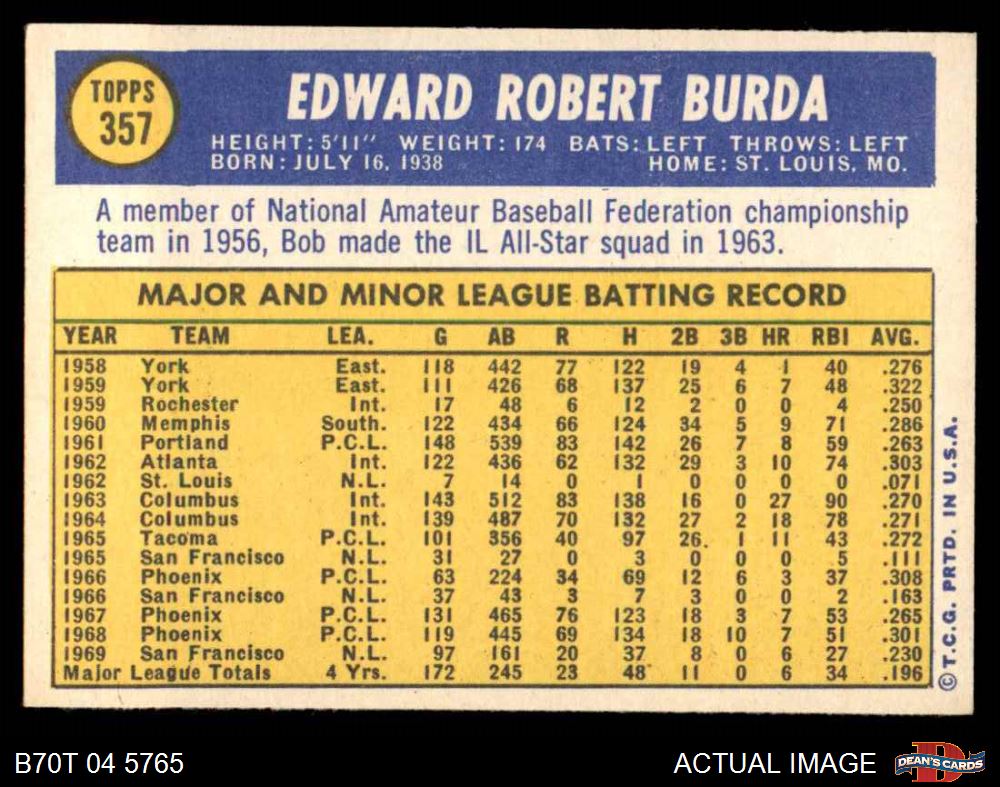 TOPPS
357
EDWARD ROBERT BURDA
HEIGHT: 5'11" WEIGHT: 174 BATS: LEFT THROWS: LEFT
BORN: JULY 16, 1938 HOME: ST. LOUIS, MO.
A member of National Amateur Baseball Federation championship
team in 1956, Bob made the IL All-Star squad in 1963.
MAJOR AND MINOR LEAGUE BATTING RECORD
YEAR TEAM LEA. G AB R H 2B 3B HR RBI AVG.
1958 York East. 118 442 77 122 19 4 1 40 .276
1959 York East. 111 426 68 137 25 6 7 48 .322
1959 Rochester Int. 17 48 6 12 2 0 0 4 .250
1960 Memphis South. 122 434 66 124 34 5 9 71 .286
1961 Portland P.C.L. 148 539 83 142 26 7 8 59 .263
1962 Atlanta Int. 122 436 62 132 29 3 10 74 .303
1962 St. Louis N.L. 7 14 0 1 0 0 0 0 .071
1963 Columbus Int. 143 512 83 138 16 0 27 90 .270
1964 Columbus Int. 139 487 70 132 27 2 18 78 .271
1965 Tacoma P.C.L. 101 356 40 97 26. 1 11 43 .272
1965 San Francisco N.L. 31 27 0 3 0 0 0 5 .111
1966 Phoenix P.C.L. 63 224 34 69 12 6 3 37 .308
1966 San Francisco N.L. 37 43 3 7 3 0 0 2 .163
1967 Phoenix P.C.L. 131 465 76 123 18 3 7 53 .265
1968 Phoenix P.C.L. 119 445 69 134 18 10 7 51 .301
1969 San Francisco N.L. 97 161 20 37 8 0 6 27 .230
Major League Totals 4 Yrs. 172 245 23 48 11 0 6 34 .196
©T.C.G. PRTD. IN U.S.A.
B70T 04 5765
ACTUAL IMAGE
D
DEAN'S CARDS